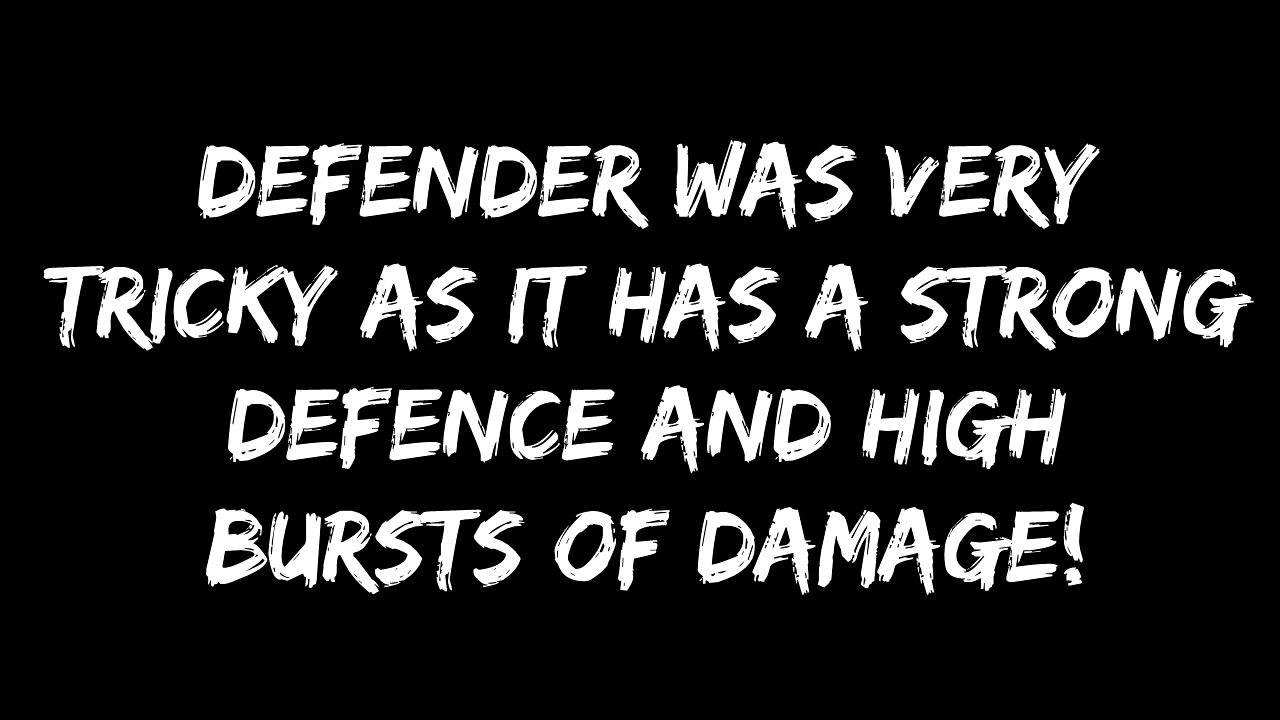 DEFENDER WAS VERY
TRICKY AS IT HAS A STRONG
DEFENCE AND HIGH
BURSTS OF DAMAGE!